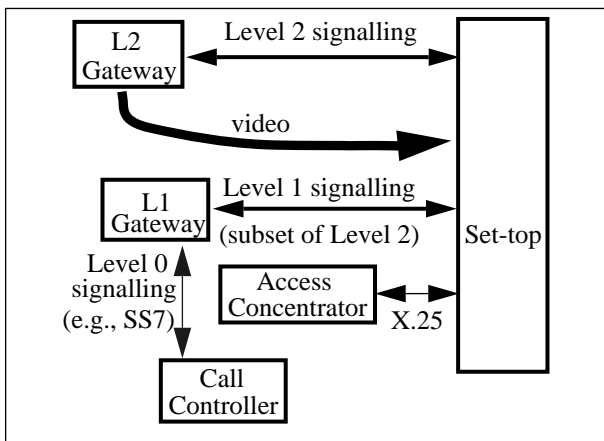 L2
Gateway
Level 2 signalling
video
L1
Gateway
Level 1 signalling
(subset of Level 2)
Set-top
Level 0
signalling
(e.g., SS7)
Access
Concentrator
X.25
Call
Controller